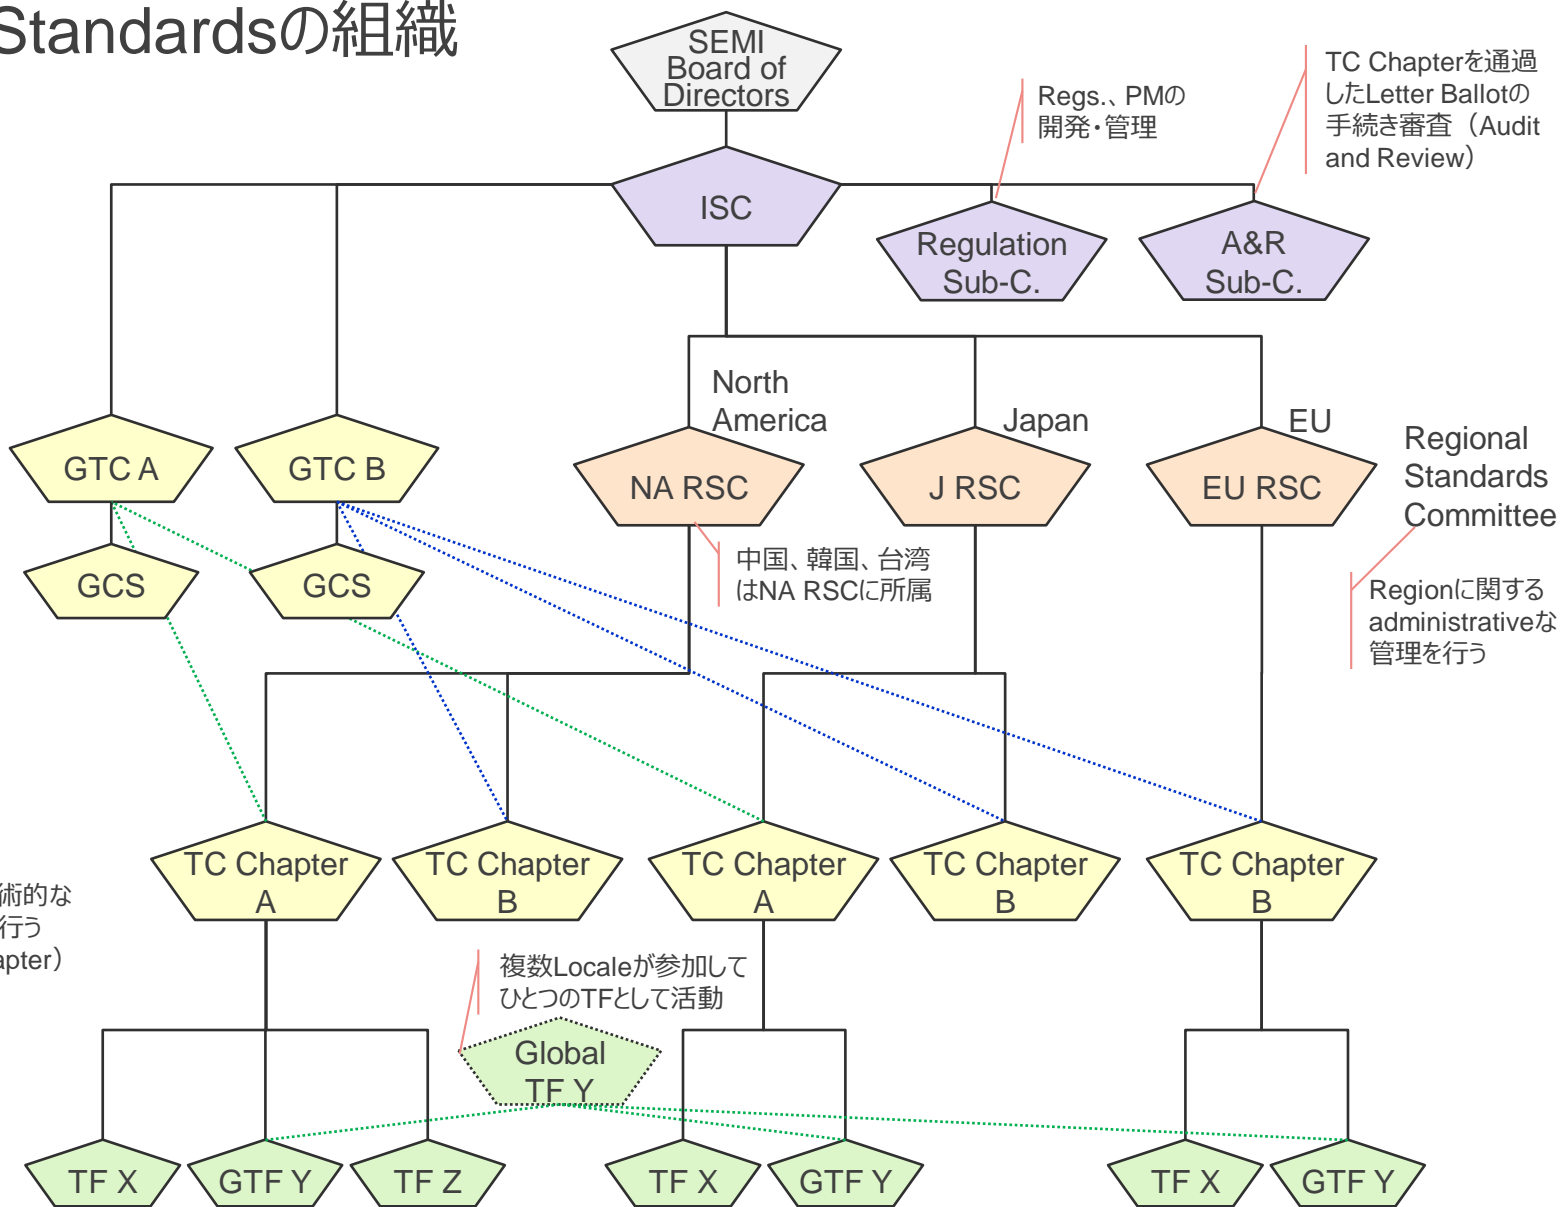 Standardsの組織
SEMI
Board of
Directors
Regs.、PMの
開発・管理
TC Chapterを通過
したLetter Ballotの
手続き審査（Audit
and Review）
ISC
Regulation
Sub-C.
A&R
Sub-C.
North
America
Japan
EU
GTC A
GTC B
NA RSC
J RSC
EU RSC
Regional
Standards
Committee
GCS
GCS
中国、韓国、台湾
はNA RSCに所属
Regionに関する
administrativeな
管理を行う
TC Chapter
A
TC Chapter
B
TC Chapter
A
TC Chapter
B
TC Chapter
B
術的な
行う
apter）
複数Localeが参加して
ひとつのTFとして活動
Global
TF Y
TF X
GTF Y
TF Z
TF X
GTF Y
TF X
GTF Y